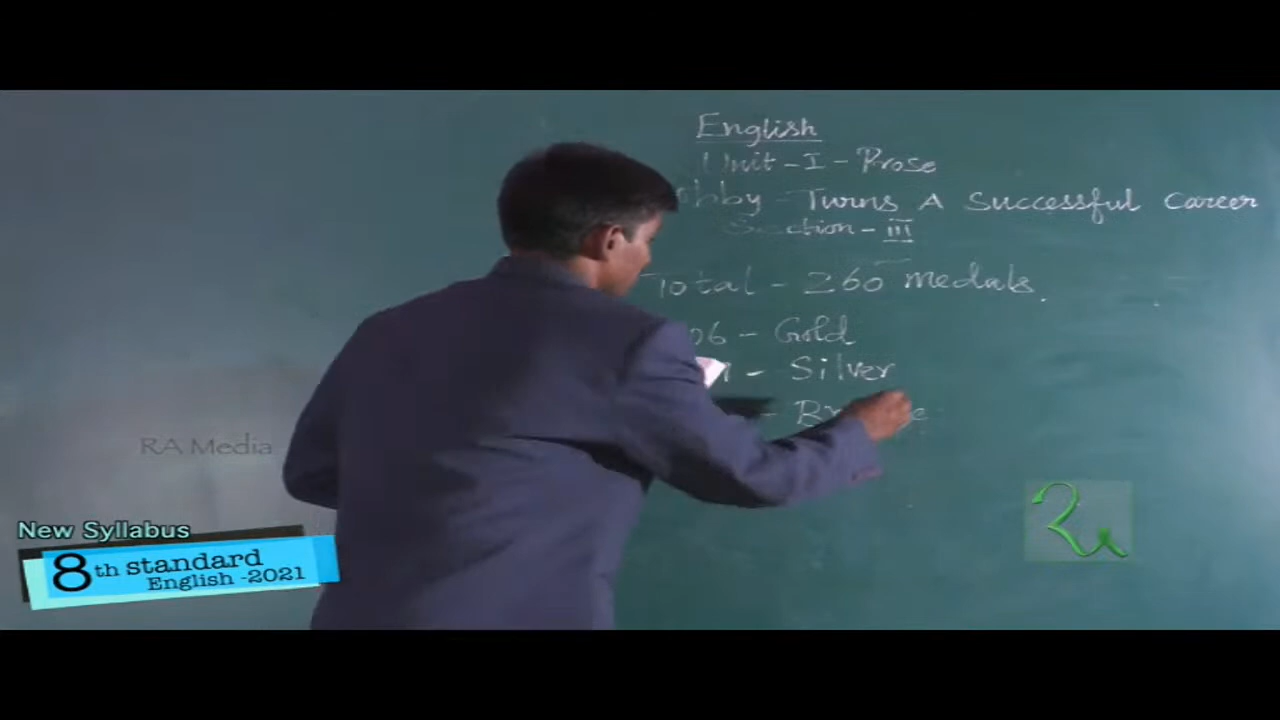 English
Unit - I - Prose
Turns A Successful Career
Section - III
Total - 260 medals.
- Gold
- Silver
RA Media
New Syllabus
8th standard
English -2021